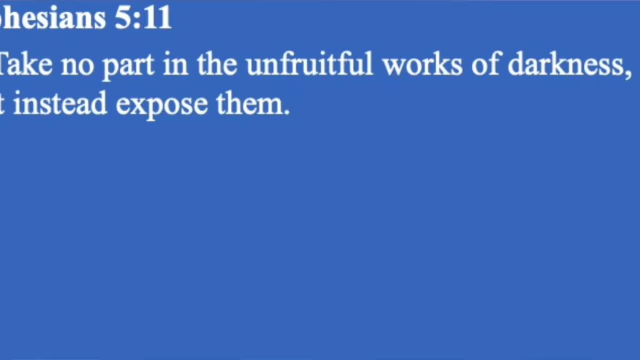 phesians 5:11
Take no part in the unfruitful works of darkness,
t instead expose them.